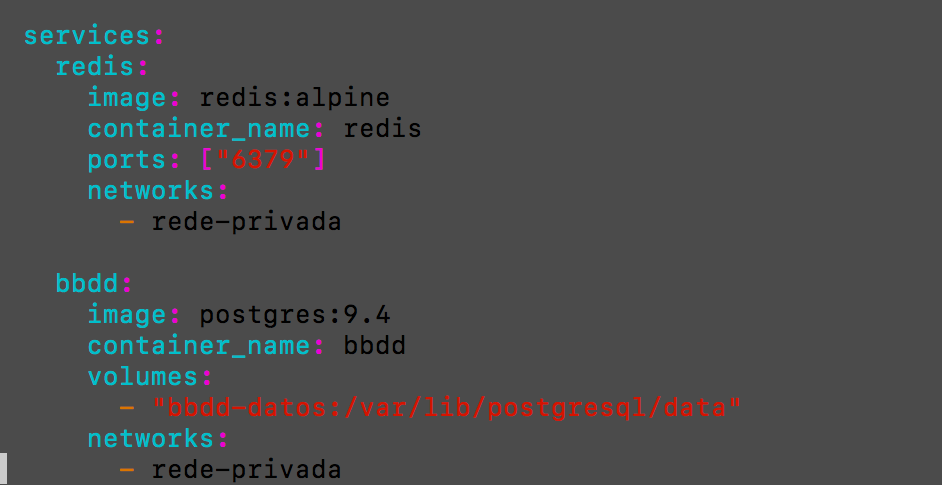 services:
  redis:
    image: redis:alpine
    container_name: redis
    ports: ["6379"]
    networks:
      - rede-privada
  bbdd:
    image: postgres:9.4
    container_name: bbdd
    volumes:
      - "bbdd-datos:/var/lib/postgresql/data"
    networks:
      - rede-privada